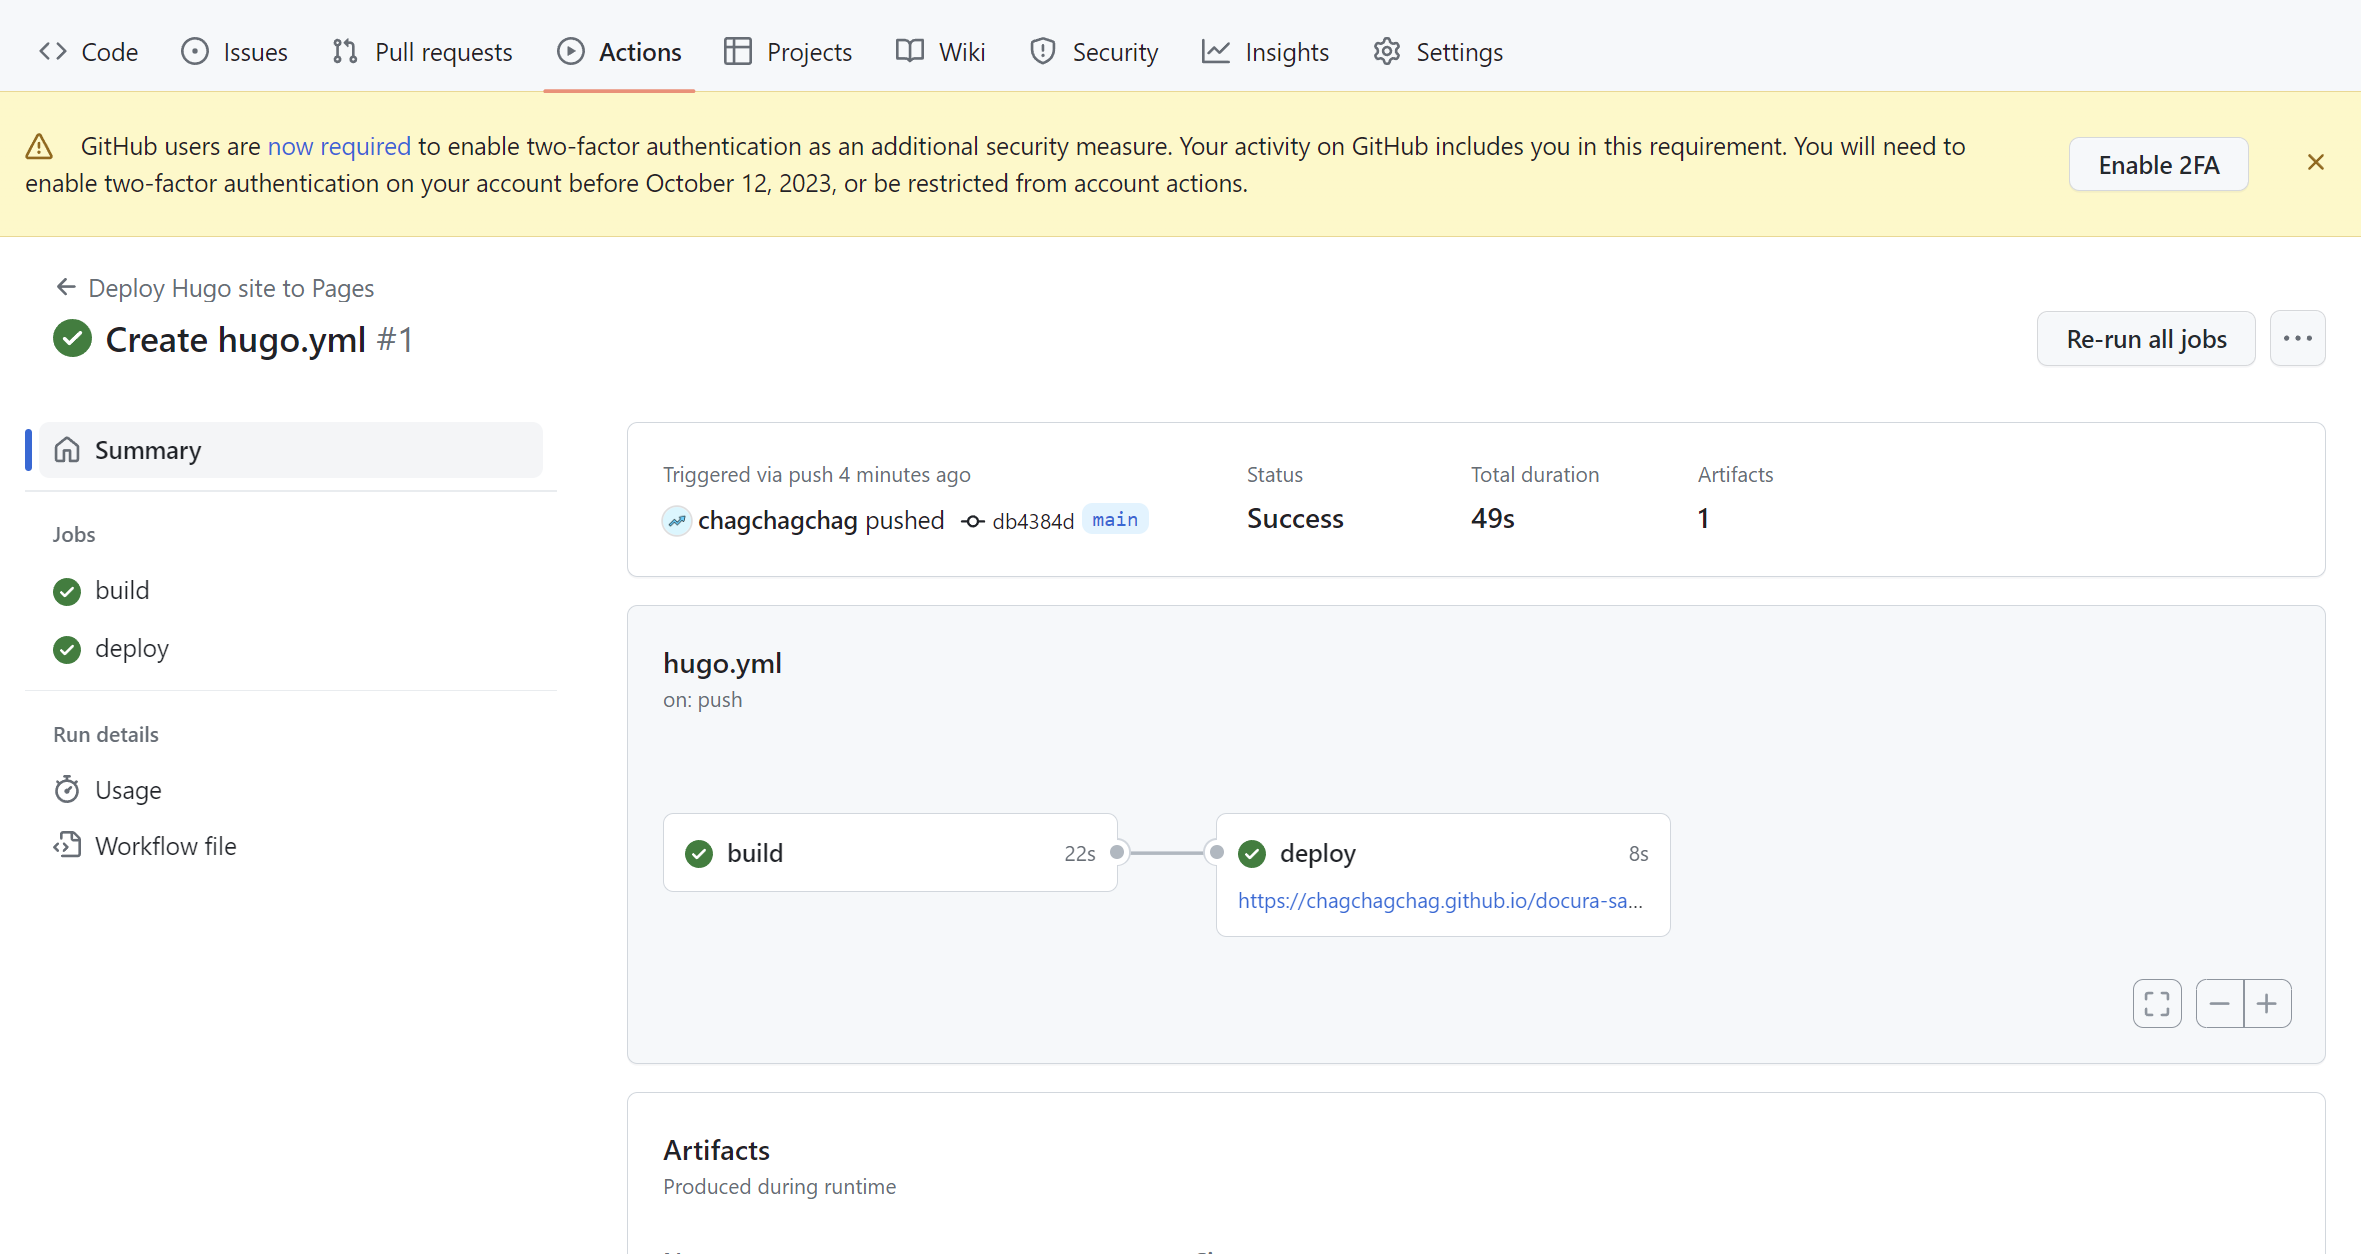 Code Issues Pull requests Actions Projects Wiki Security Insights Settings
GitHub users are now required to enable two-factor authentication as an additional security measure. Your activity on GitHub includes you in this requirement. You will need to
enable two-factor authentication on your account before October 12, 2023, or be restricted from account actions.
Enable 2FA
Deploy Hugo site to Pages
Create hugo.yml #1
Re-run all jobs
Summary
Jobs
build
deploy
Run details
Usage
Workflow file
Triggered via push 4 minutes ago
chagchagchag pushed db4384d main
Status
Success
Total duration
49s
Artifacts
1
hugo.yml
on: push
build 22s
deploy 8s
https://chagchagchag.github.io/docura-sa...
Artifacts
Produced during runtime